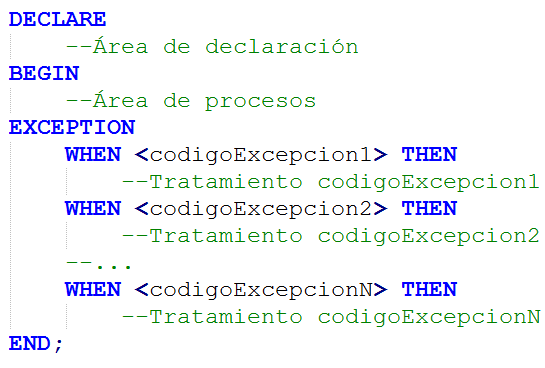 DECLARE
--Área de declaración
BEGIN
--Área de procesos
EXCEPTION
WHEN <codigoExcepcion1> THEN
--Tratamiento codigoExcepcion1
WHEN <codigoExcepcion2> THEN
--Tratamiento codigoExcepcion2
--...
WHEN <codigoExcepcionN> THEN
--Tratamiento codigoExcepcionN
END;